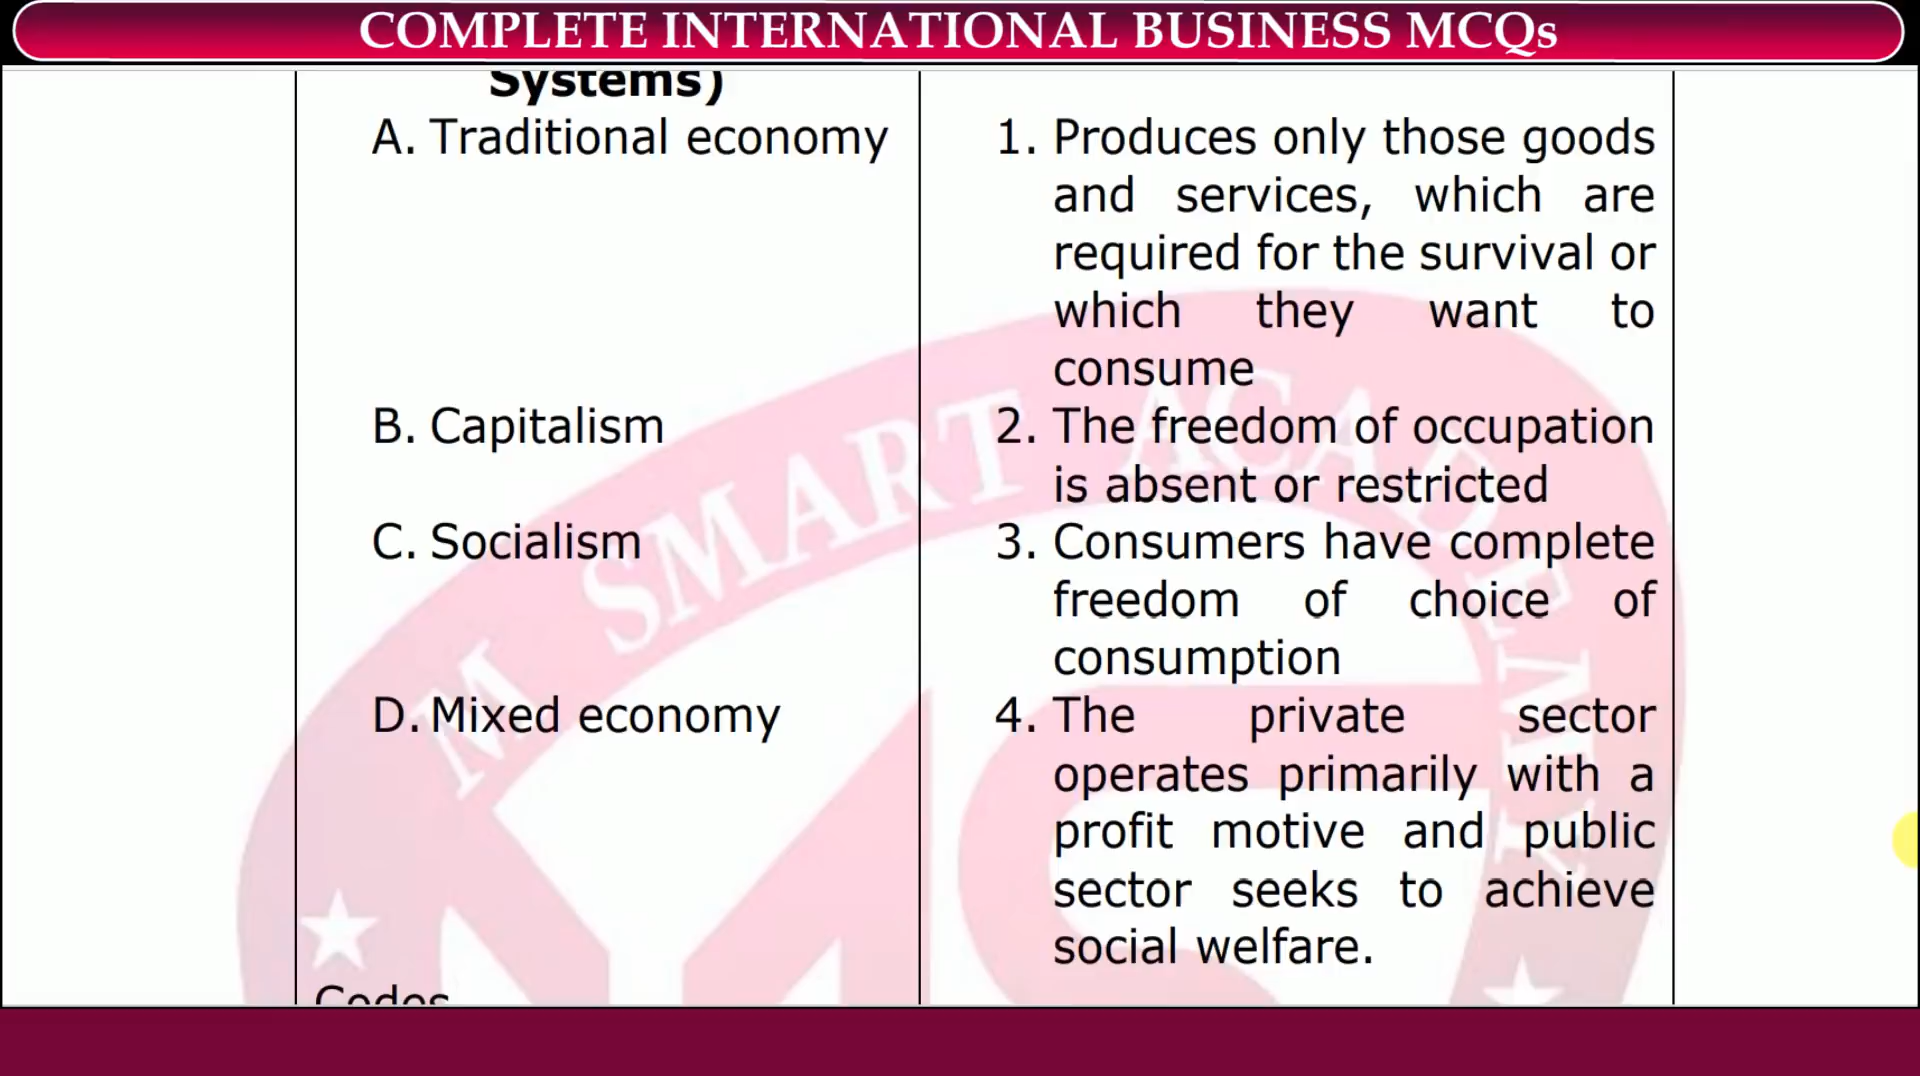 COMPLETE INTERNATIONAL BUSINESS MCQs
Systems)
A. Traditional economy
1. Produces only those goods
and services, which are
required for the survival or
which they want to
consume
B. Capitalism
2. The freedom of occupation
is absent or restricted
C. Socialism
3. Consumers have complete
freedom of choice of
consumption
D. Mixed economy
4. The private sector
operates primarily with a
profit motive and public
sector seeks to achieve
social welfare.
Codes
M SMART ACADEMY